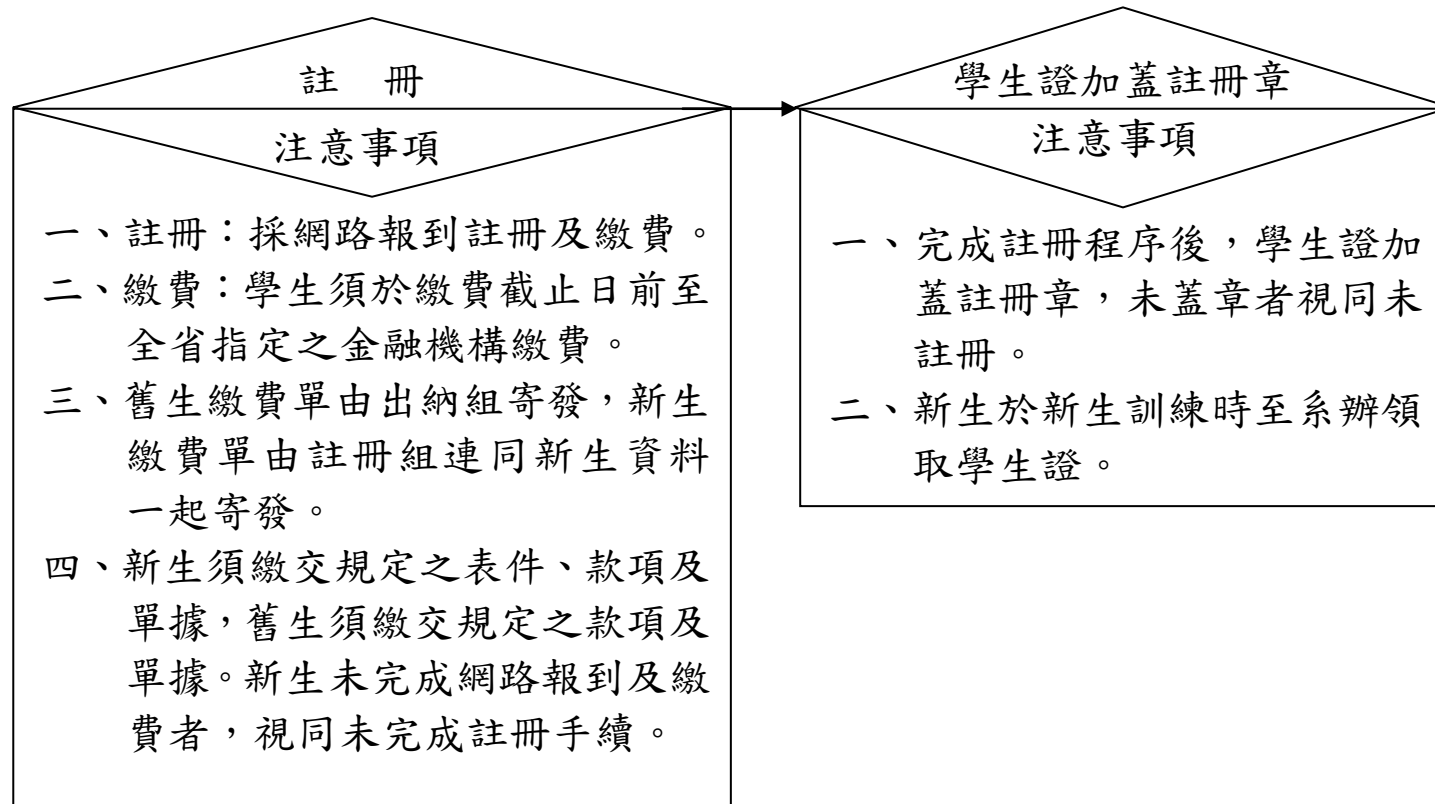 註 冊
注意事項
一、註冊：採網路報到註冊及繳費。
二、繳費：學生須於繳費截止日前至
全省指定之金融機構繳費。
三、舊生繳費單由出納組寄發，新生
繳費單由註冊組連同新生資料
一起寄發。
四、新生須繳交規定之表件、款項及
單據，舊生須繳交規定之款項及
單據。新生未完成網路報到及繳
費者，視同未完成註冊手續。
學生證加蓋註冊章
注意事項
一、完成註冊程序後，學生證加
蓋註冊章，未蓋章者視同未
註冊。
二、新生於新生訓練時至系辦領
取學生證。